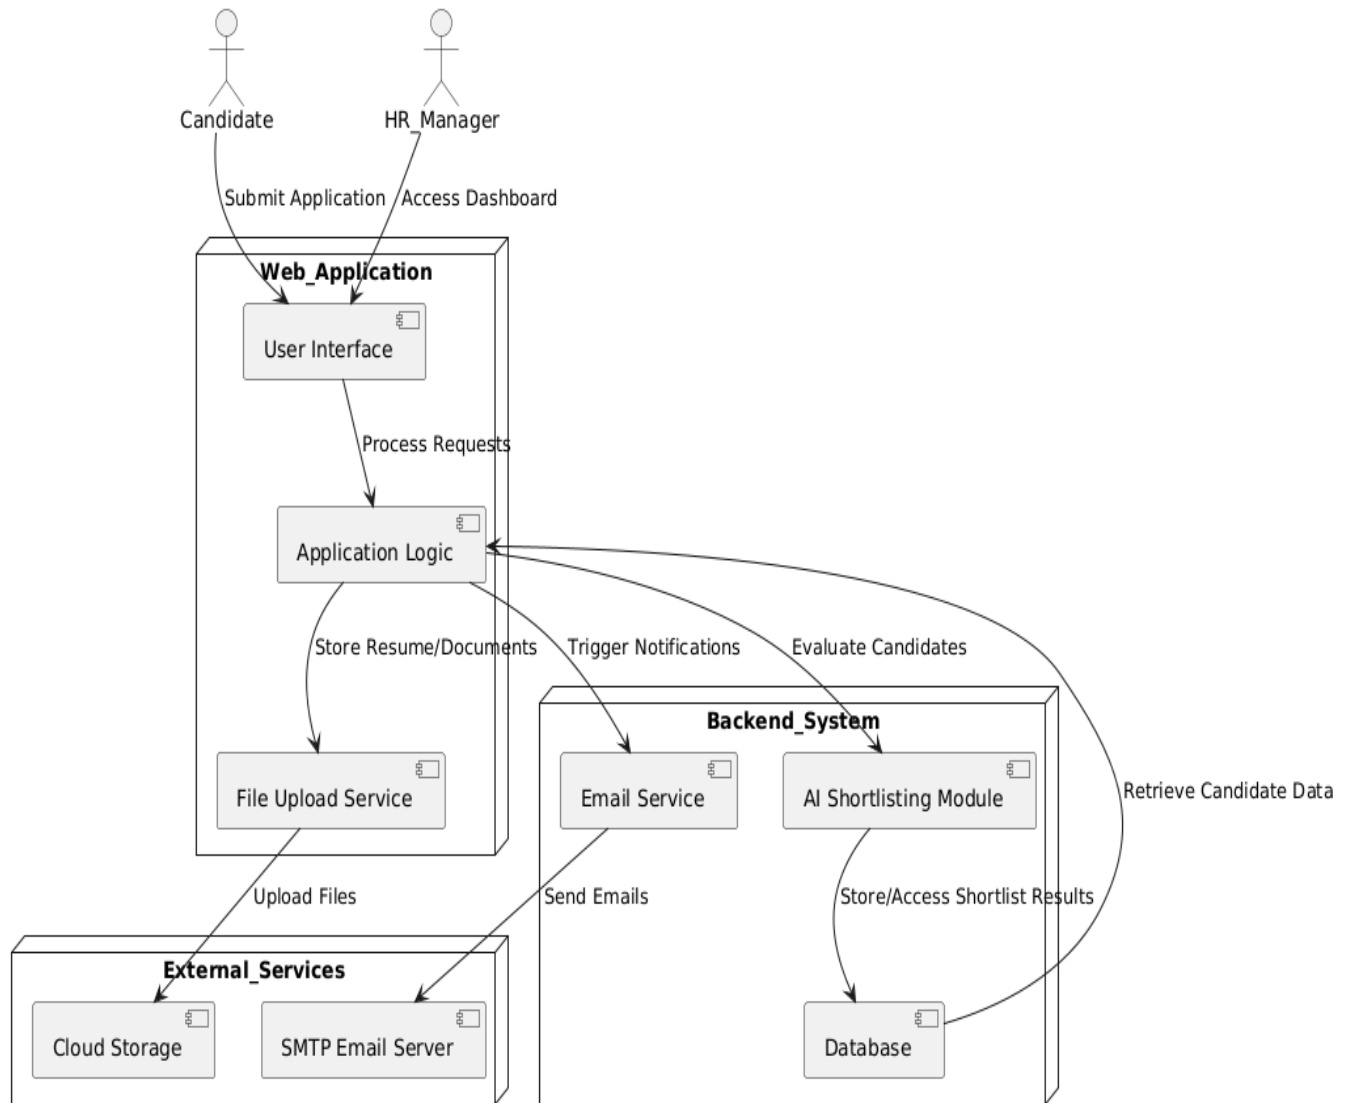 Candidate
HR_Manager
Submit Application
Access Dashboard
Web_Application
User Interface
Process Requests
Application Logic
Store Resume/Documents
Trigger Notifications
Evaluate Candidates
Backend_System
File Upload Service
Email Service
AI Shortlisting Module
Retrieve Candidate Data
Upload Files
Send Emails
Store/Access Shortlist Results
External_Services
Cloud Storage
SMTP Email Server
Database